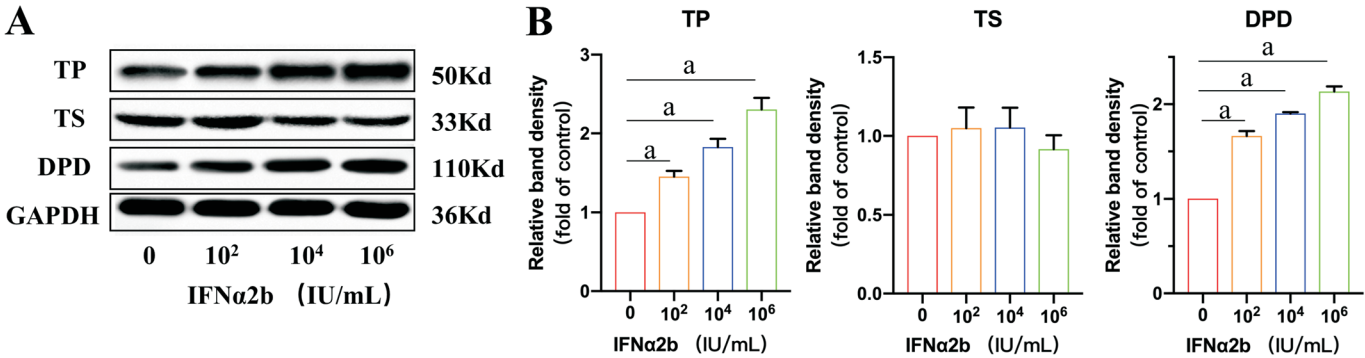 A
TP 50Kd
TS 33Kd
DPD 110Kd
GAPDH 36Kd
0 10² 10⁴ 10⁶
IFNα2b (IU/mL)
B
TP
Relative band density
(fold of control)
3
2
1
0
a
a
a
0 10² 10⁴ 10⁶
IFNα2b (IU/mL)
TS
Relative band density
(fold of control)
1.5
1.0
0.5
0.0
0 10² 10⁴ 10⁶
IFNα2b (IU/mL)
DPD
Relative band density
(fold of control)
2
1
0
a
a
a
0 10² 10⁴ 10⁶
IFNα2b (IU/mL)